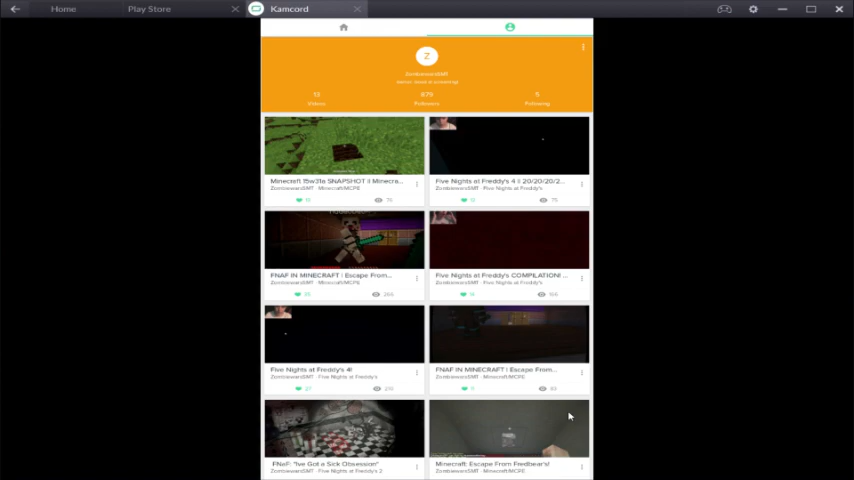 Home
Play Store
Kamcord
Z
ZombiewarsSMT
13
879
5
Videos
Followers
Following
Minecraft 15w31a SNAPSHOT || Minecra...
ZombiewarsSMT · Minecraft/MCPE
76
Five Nights at Freddy's 4 || 20/20/20/2...
ZombiewarsSMT · Five Nights at Freddy's
75
FNAF IN MINECRAFT | Escape From...
ZombiewarsSMT · Minecraft/MCPE
Five Nights at Freddy's COMPILATION! ...
ZombiewarsSMT · Five Nights at Freddy's
166
Five Nights at Freddy's 4!
ZombiewarsSMT · Five Nights at Freddy's
27
210
FNAF IN MINECRAFT | Escape From...
ZombiewarsSMT · Minecraft/MCPE
FNaF: "Ive Got a Sick Obsession"
ZombiewarsSMT · Five Nights at Freddy's 2
Minecraft: Escape From Fredbear's!
ZombiewarsSMT · Minecraft/MCPE